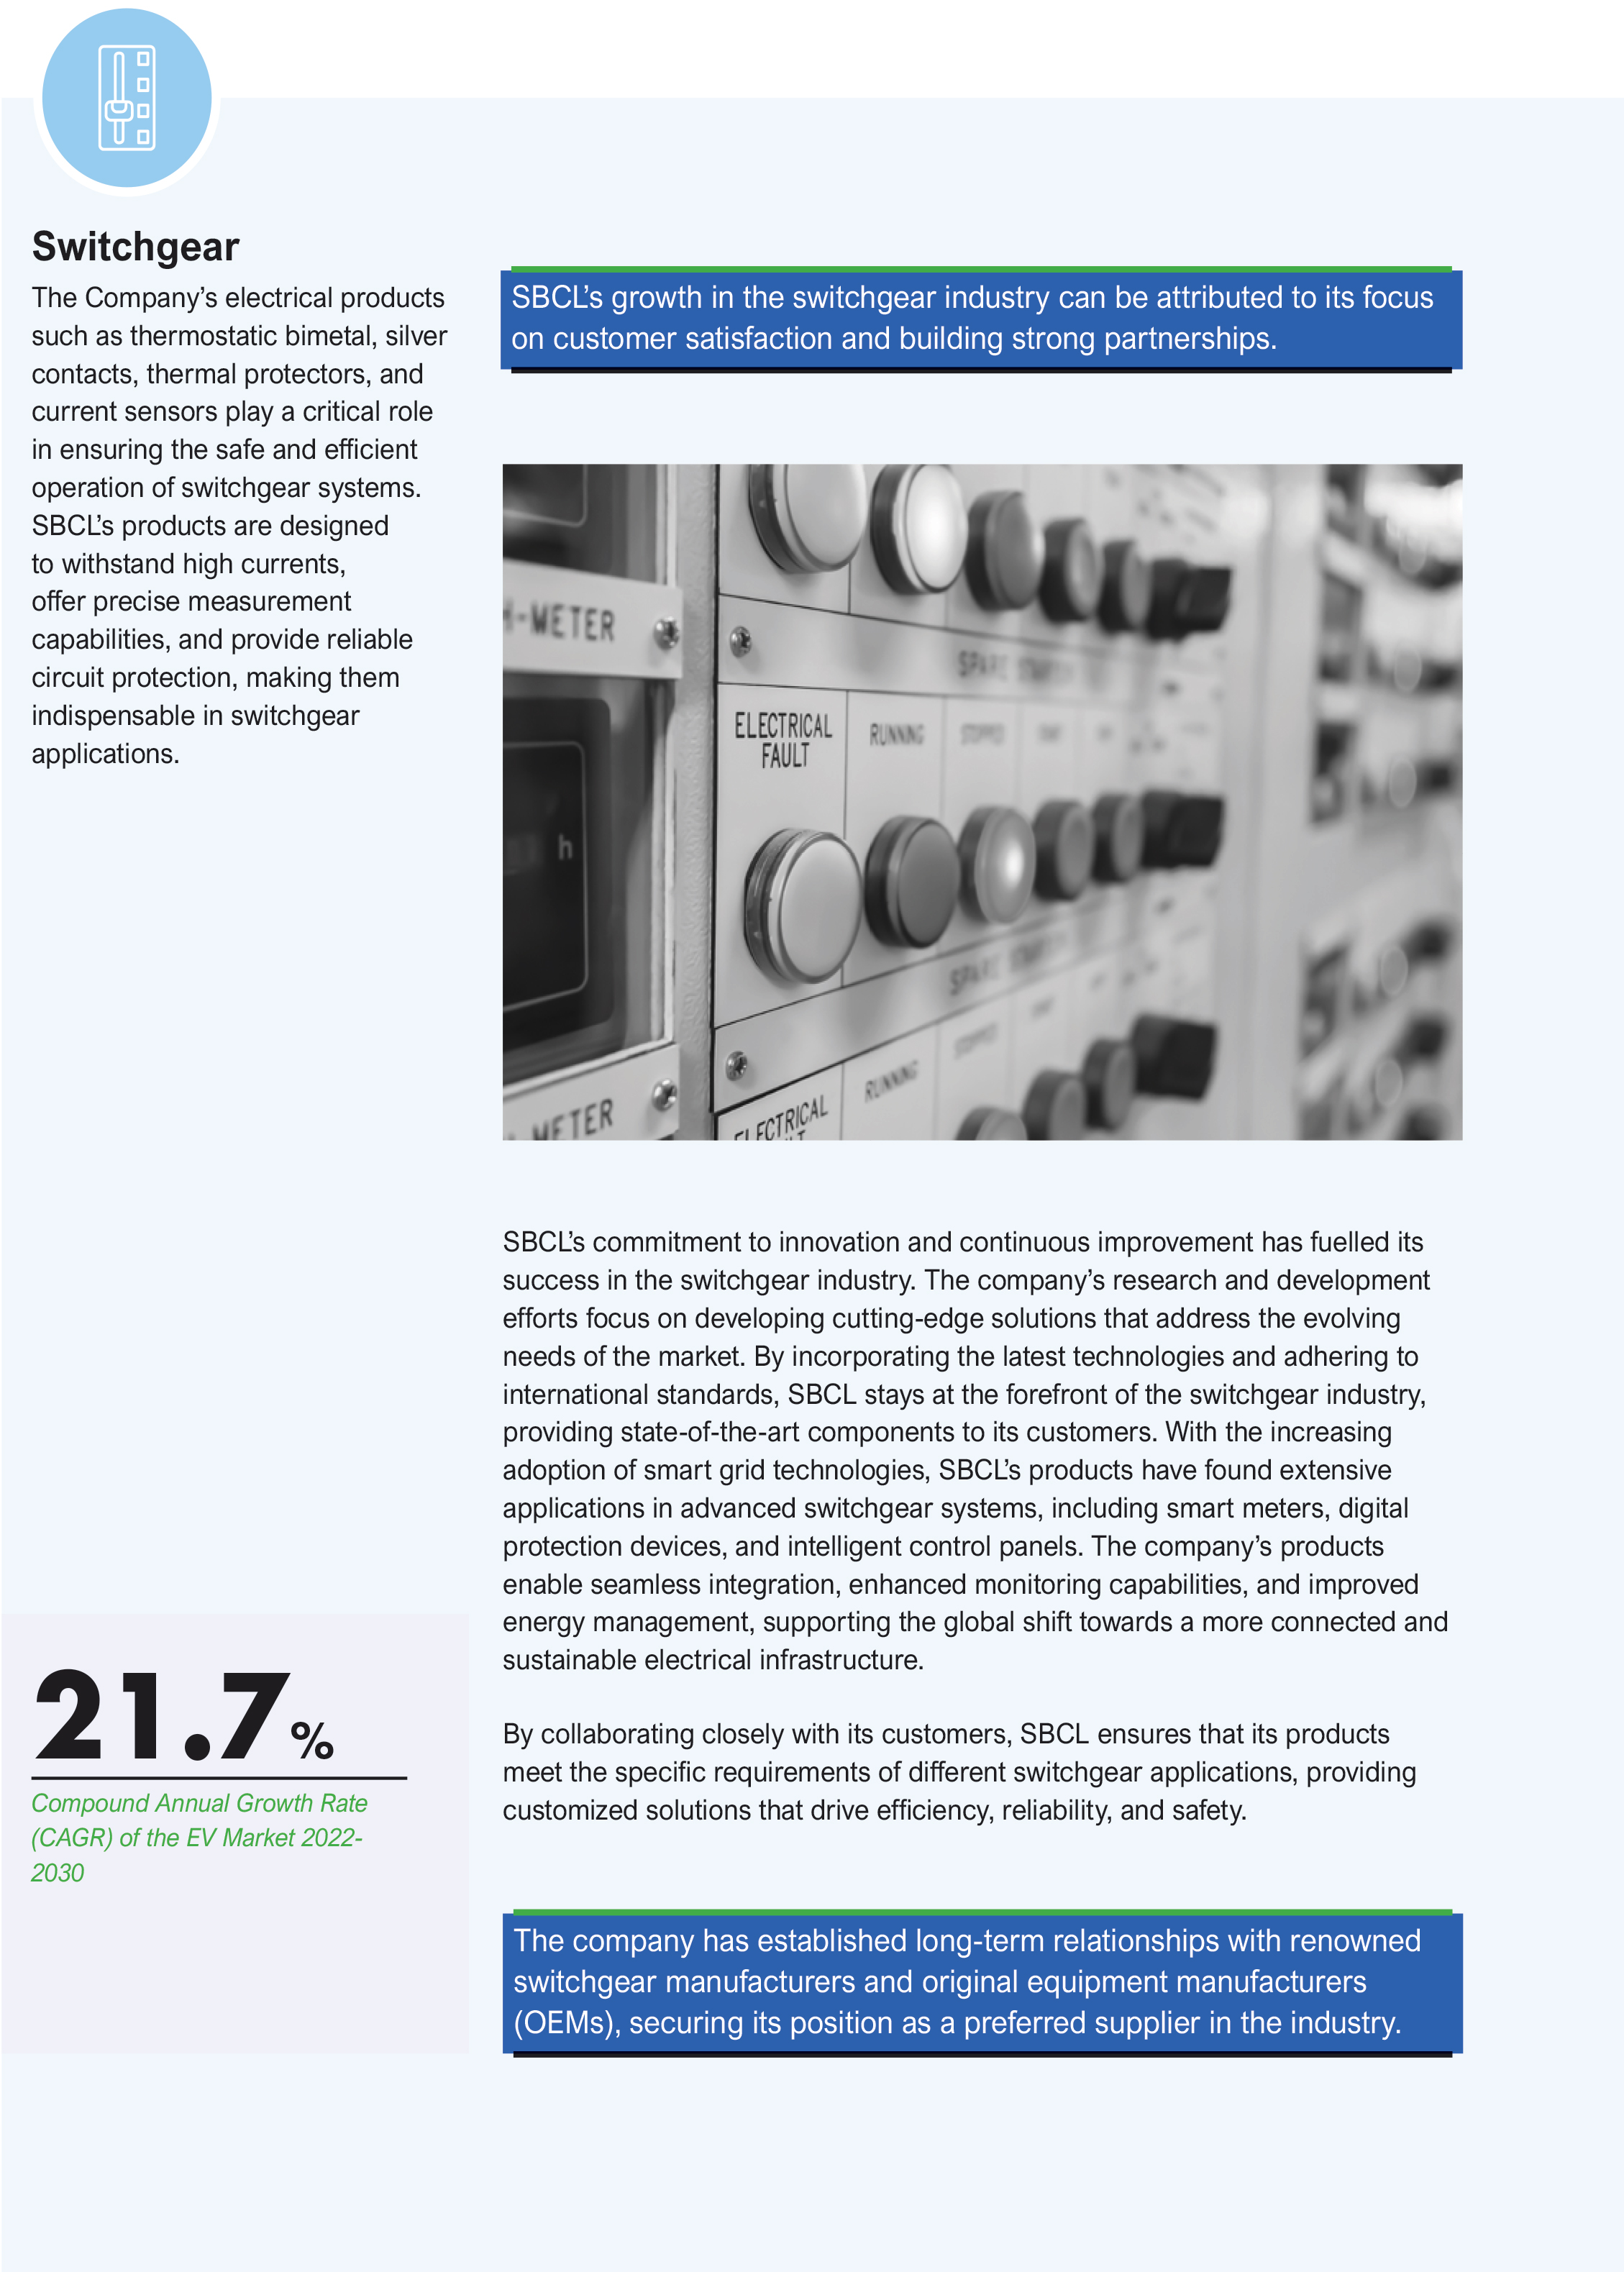 Switchgear
The Company’s electrical products
such as thermostatic bimetal, silver
contacts, thermal protectors, and
current sensors play a critical role
in ensuring the safe and efficient
operation of switchgear systems.
SBCL’s products are designed
to withstand high currents,
offer precise measurement
capabilities, and provide reliable
circuit protection, making them
indispensable in switchgear
applications.
SBCL’s growth in the switchgear industry can be attributed to its focus
on customer satisfaction and building strong partnerships.
H-METER
SPARE
ELECTRICAL
FAULT
RUNNING
STOPPED
h
SPARE
STOPPED
RUNNING
METER
ELECTRICAL
SBCL’s commitment to innovation and continuous improvement has fuelled its
success in the switchgear industry. The company’s research and development
efforts focus on developing cutting-edge solutions that address the evolving
needs of the market. By incorporating the latest technologies and adhering to
international standards, SBCL stays at the forefront of the switchgear industry,
providing state-of-the-art components to its customers. With the increasing
adoption of smart grid technologies, SBCL’s products have found extensive
applications in advanced switchgear systems, including smart meters, digital
protection devices, and intelligent control panels. The company’s products
enable seamless integration, enhanced monitoring capabilities, and improved
energy management, supporting the global shift towards a more connected and
sustainable electrical infrastructure.
By collaborating closely with its customers, SBCL ensures that its products
meet the specific requirements of different switchgear applications, providing
customized solutions that drive efficiency, reliability, and safety.
21.7%
Compound Annual Growth Rate
(CAGR) of the EV Market 2022-
2030
The company has established long-term relationships with renowned
switchgear manufacturers and original equipment manufacturers
(OEMs), securing its position as a preferred supplier in the industry.